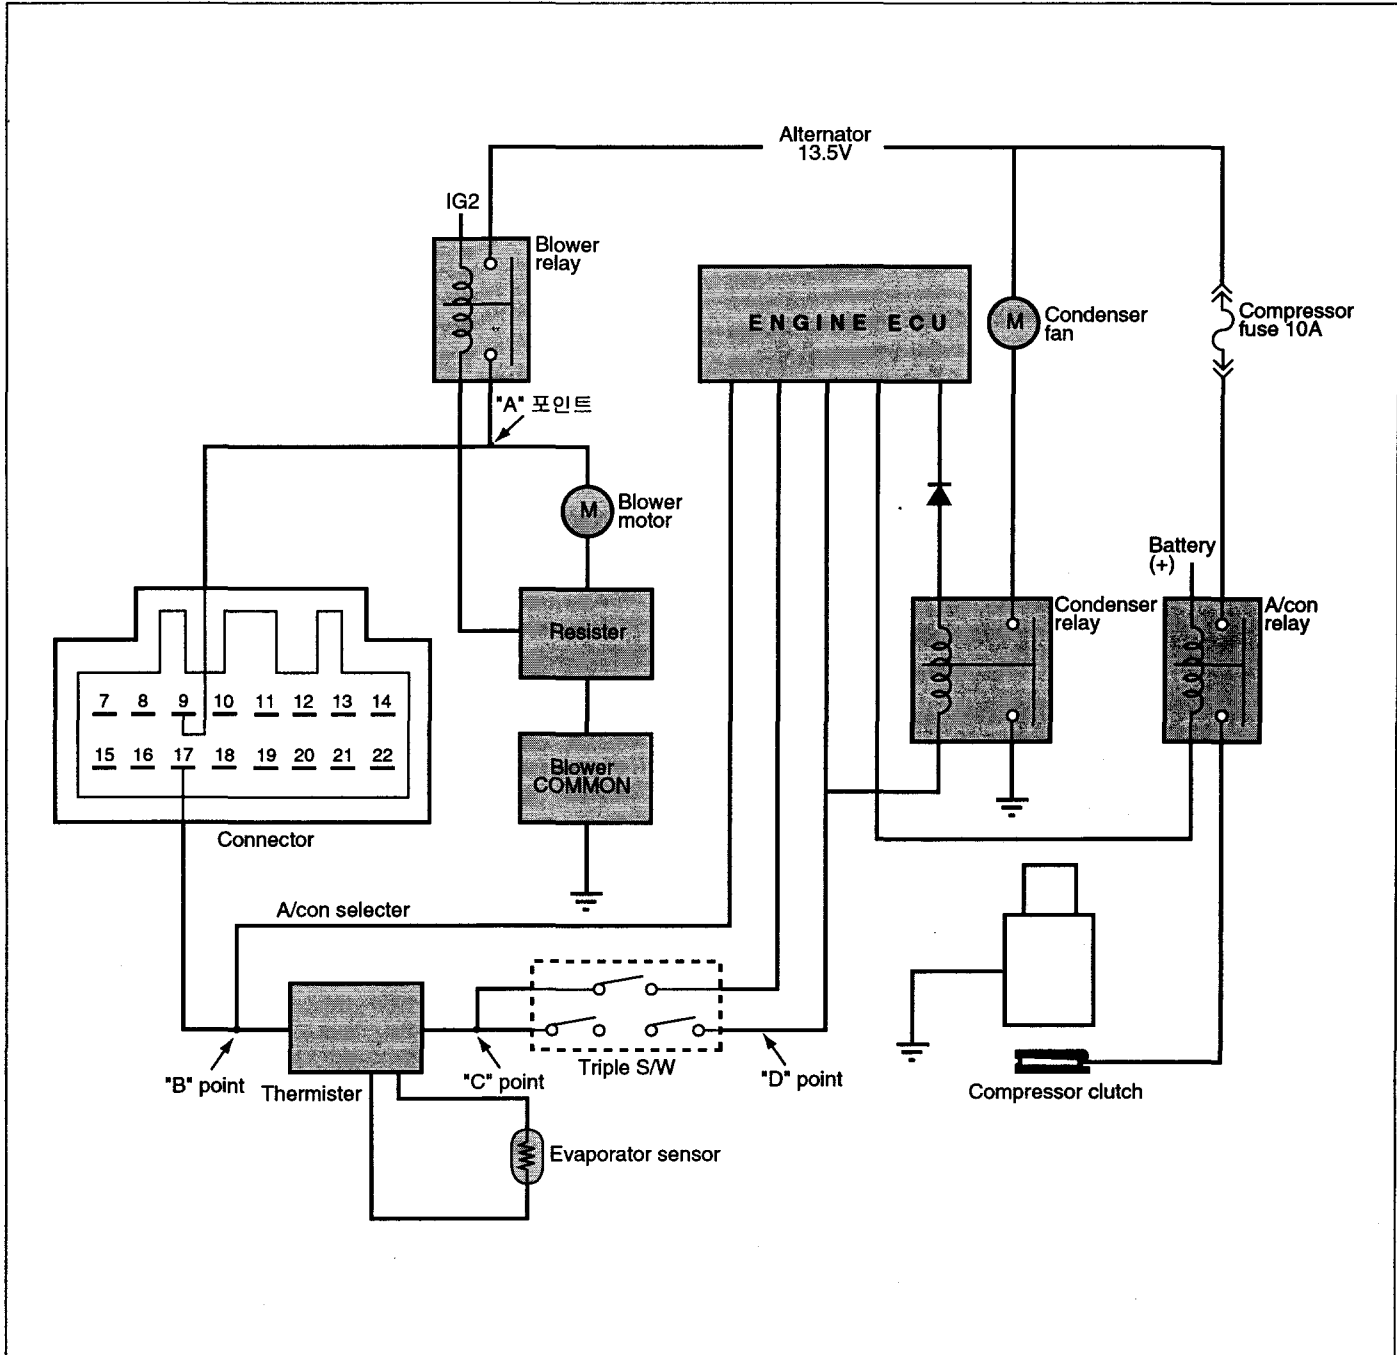 Alternator
13.5V
IG2
Blower
relay
ENGINE ECU
M
Condenser
fan
Compressor
fuse 10A
"A" 포인트
M
Blower
motor
Battery
(+)
Resister
Condenser
relay
A/con
relay
7 8 9 10 11 12 13 14
15 16 17 18 19 20 21 22
Blower
COMMON
Connector
A/con selecter
"B" point
Thermister
"C" point
Triple S/W
"D" point
Compressor clutch
Evaporator sensor